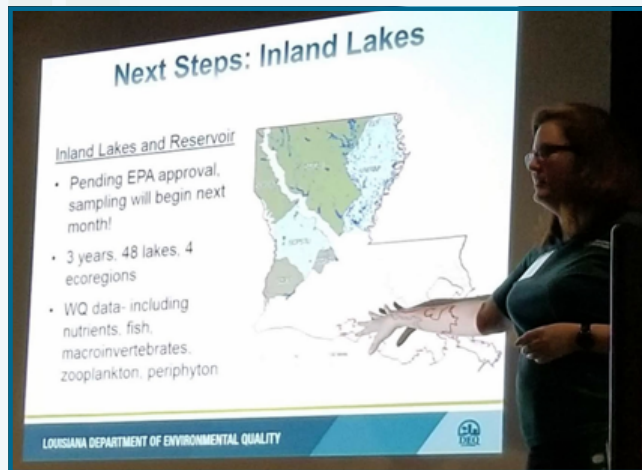 Next Steps: Inland Lakes
Inland Lakes and Reservoir
• Pending EPA approval,
sampling will begin next
month!
• 3 years, 48 lakes, 4
ecoregions
• WQ data- including
nutrients, fish,
macroinvertebrates,
zooplankton, periphyton
LOUISIANA DEPARTMENT OF ENVIRONMENTAL QUALITY
DEQ